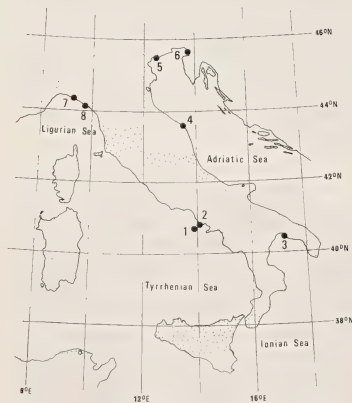 46°N
5
6
7
8
44°N
Ligurian Sea
4
Adriatic Sea
42°N
2
1
3
40°N
Tyrrhenian Sea
38°N
Ionian Sea
8°E
12°E
16°E